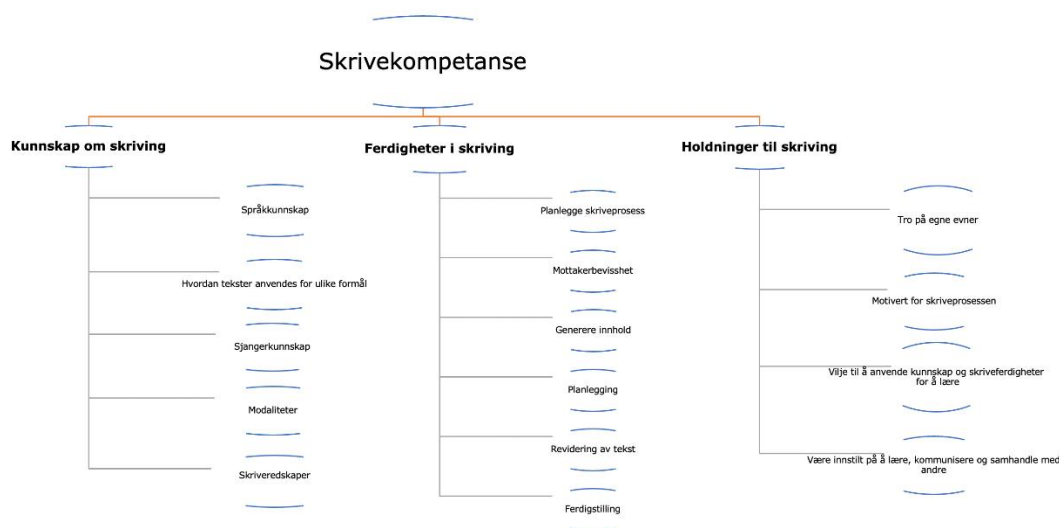 Skrivekompetanse
Kunnskap om skriving
Språkkunnskap
Hvordan tekster anvendes for ulike formål
Sjangerkunnskap
Modaliteter
Skriveredskaper
Ferdigheter i skriving
Planlegge skriveprosess
Mottakerbevissthet
Generere innhold
Planlegging
Revidering av tekst
Ferdigstilling
Holdninger til skriving
Tro på egne evner
Motivert for skriveprosessen
Vilje til å anvende kunnskap og skriveferdigheter
for å lære
Være innstilt på å lære, kommunisere og samhandle med
andre